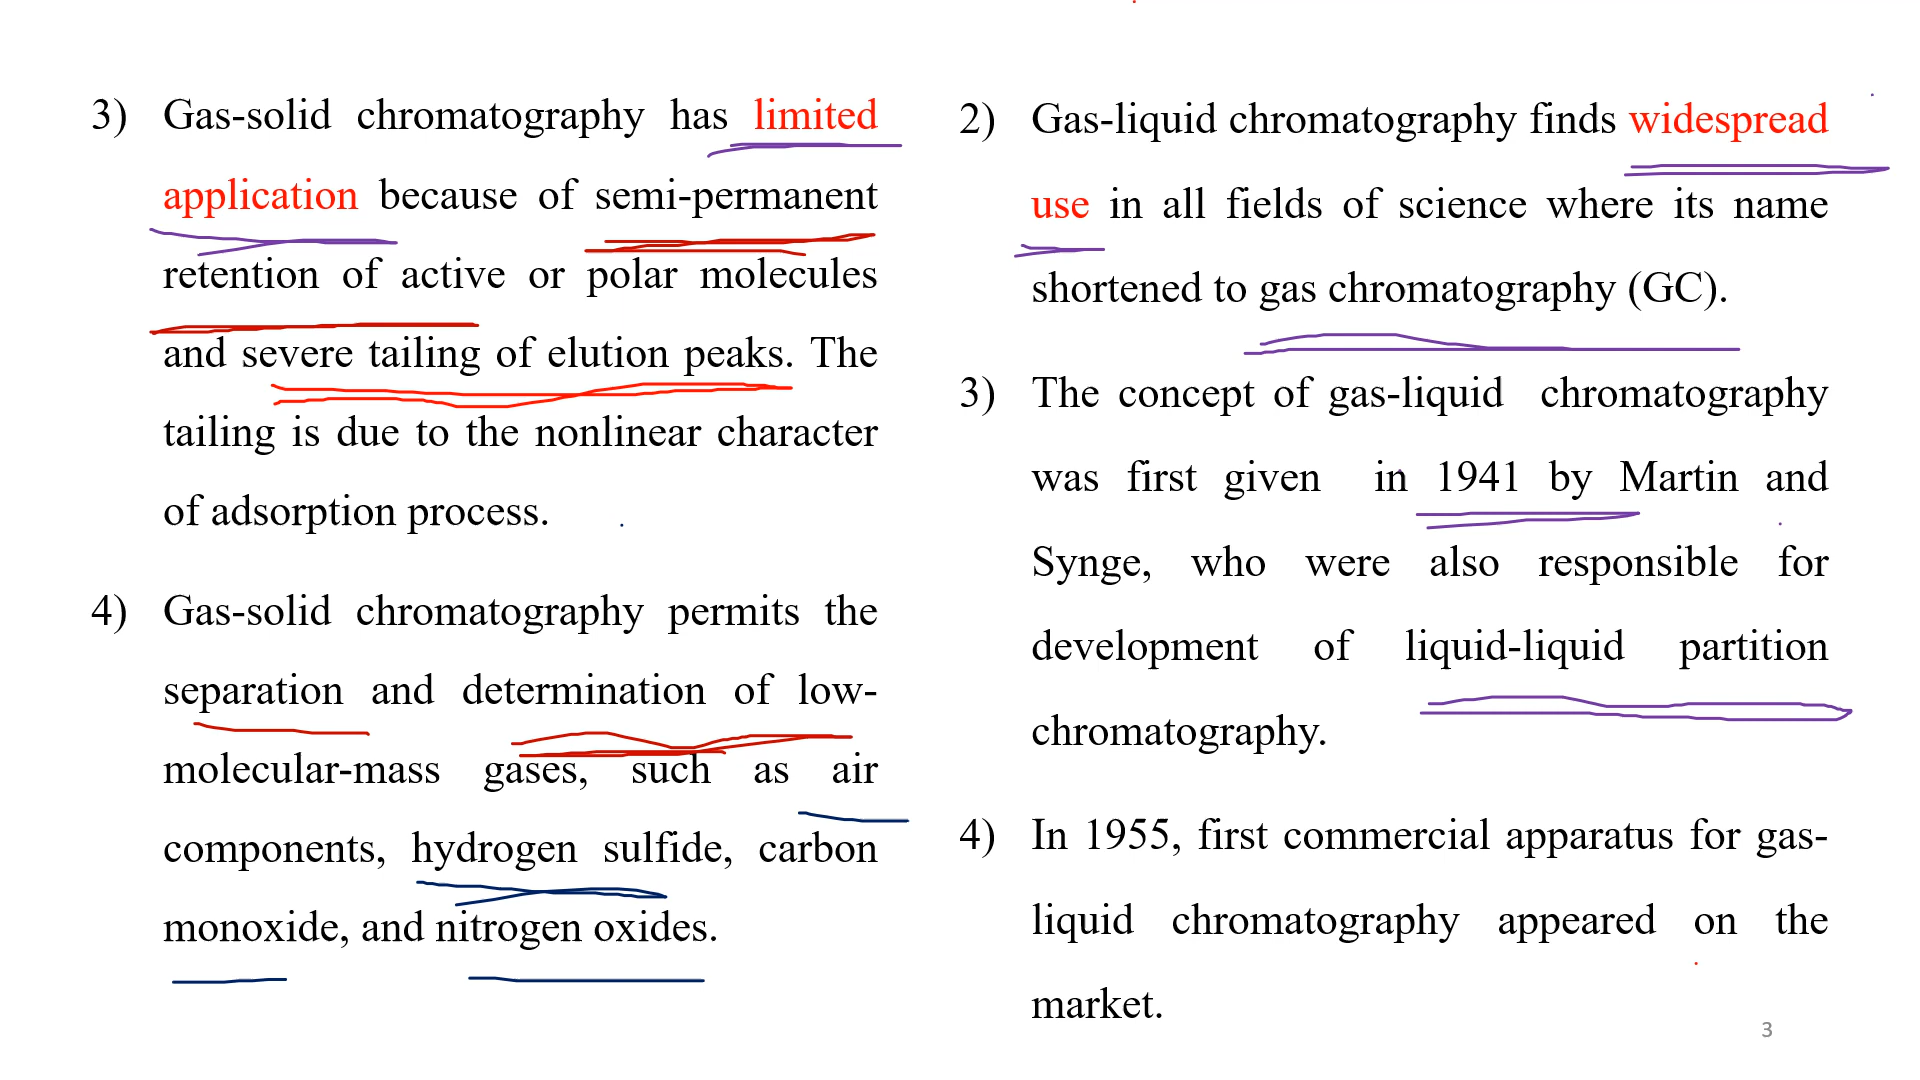 3) Gas-solid chromatography has limited
application because of semi-permanent
retention of active or polar molecules
and severe tailing of elution peaks. The
tailing is due to the nonlinear character
of adsorption process.
4) Gas-solid chromatography permits the
separation and determination of low-
molecular-mass gases, such as air
components, hydrogen sulfide, carbon
monoxide, and nitrogen oxides.
2) Gas-liquid chromatography finds widespread
use in all fields of science where its name
shortened to gas chromatography (GC).
3) The concept of gas-liquid chromatography
was first given in 1941 by Martin and
Synge, who were also responsible for
development of liquid-liquid partition
chromatography.
4) In 1955, first commercial apparatus for gas-
liquid chromatography appeared on the
market.
3